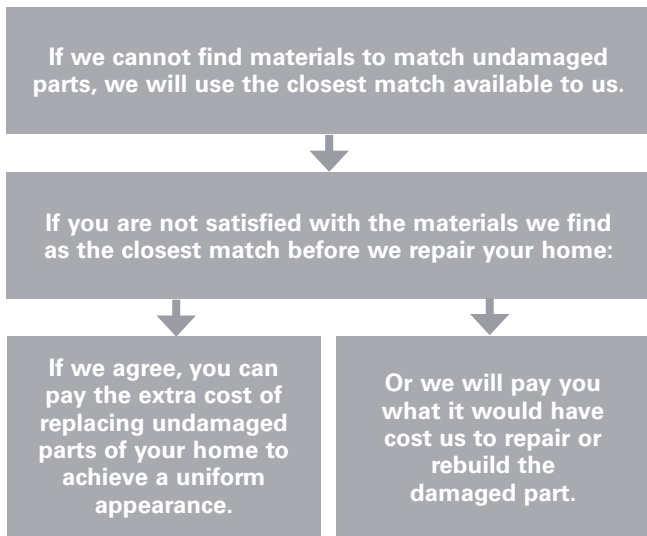 If we cannot find materials to match undamaged
parts, we will use the closest match available to us.
If you are not satisfied with the materials we find
as the closest match before we repair your home:
If we agree, you can
pay the extra cost of
replacing undamaged
parts of your home to
achieve a uniform
appearance.
Or we will pay you
what it would have
cost us to repair or
rebuild the
damaged part.